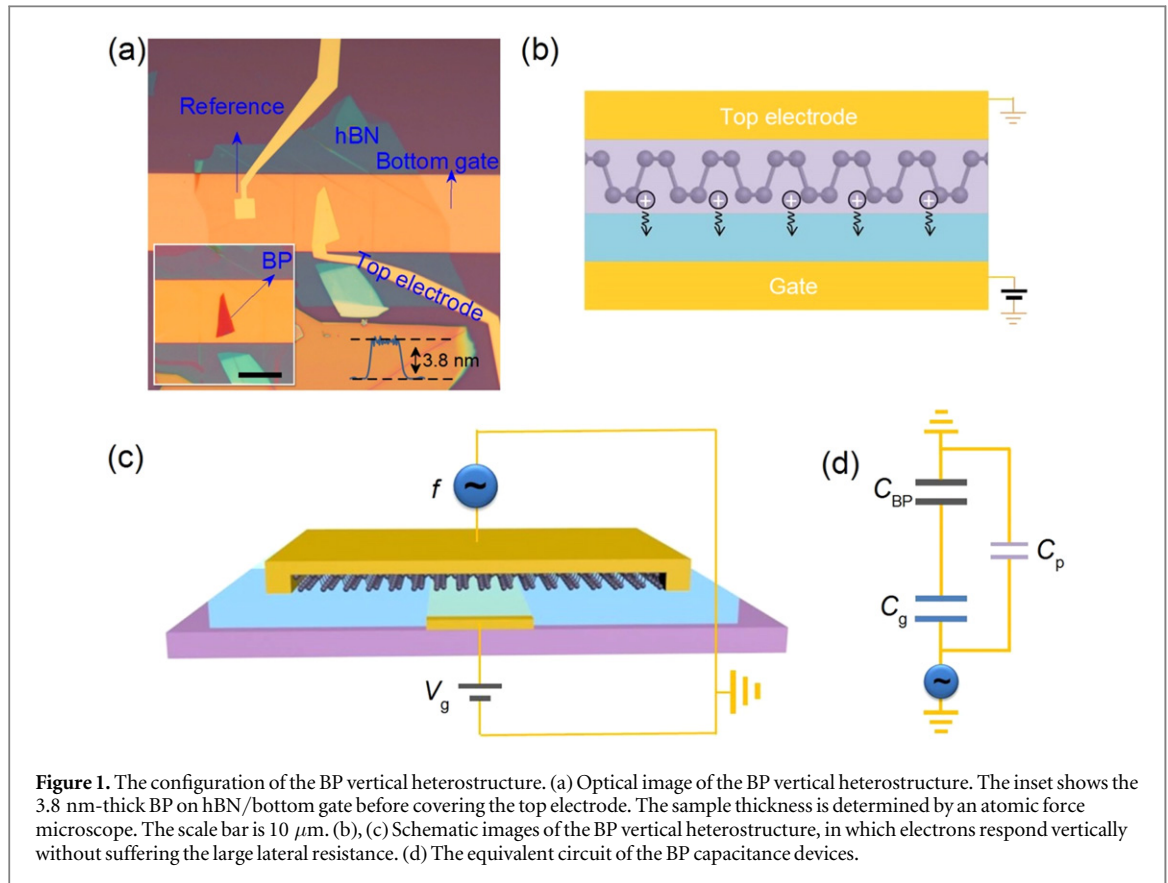 (a)
Reference
hBN
Bottom gate
BP
Top electrode
3.8 nm
(b)
Top electrode
Gate
(c)
f
~
Vg
(d)
CBP
Cp
Cg
~
Figure 1. The configuration of the BP vertical heterostructure. (a) Optical image of the BP vertical heterostructure. The inset shows the
3.8 nm-thick BP on hBN/bottom gate before covering the top electrode. The sample thickness is determined by an atomic force
microscope. The scale bar is 10 μm. (b), (c) Schematic images of the BP vertical heterostructure, in which electrons respond vertically
without suffering the large lateral resistance. (d) The equivalent circuit of the BP capacitance devices.